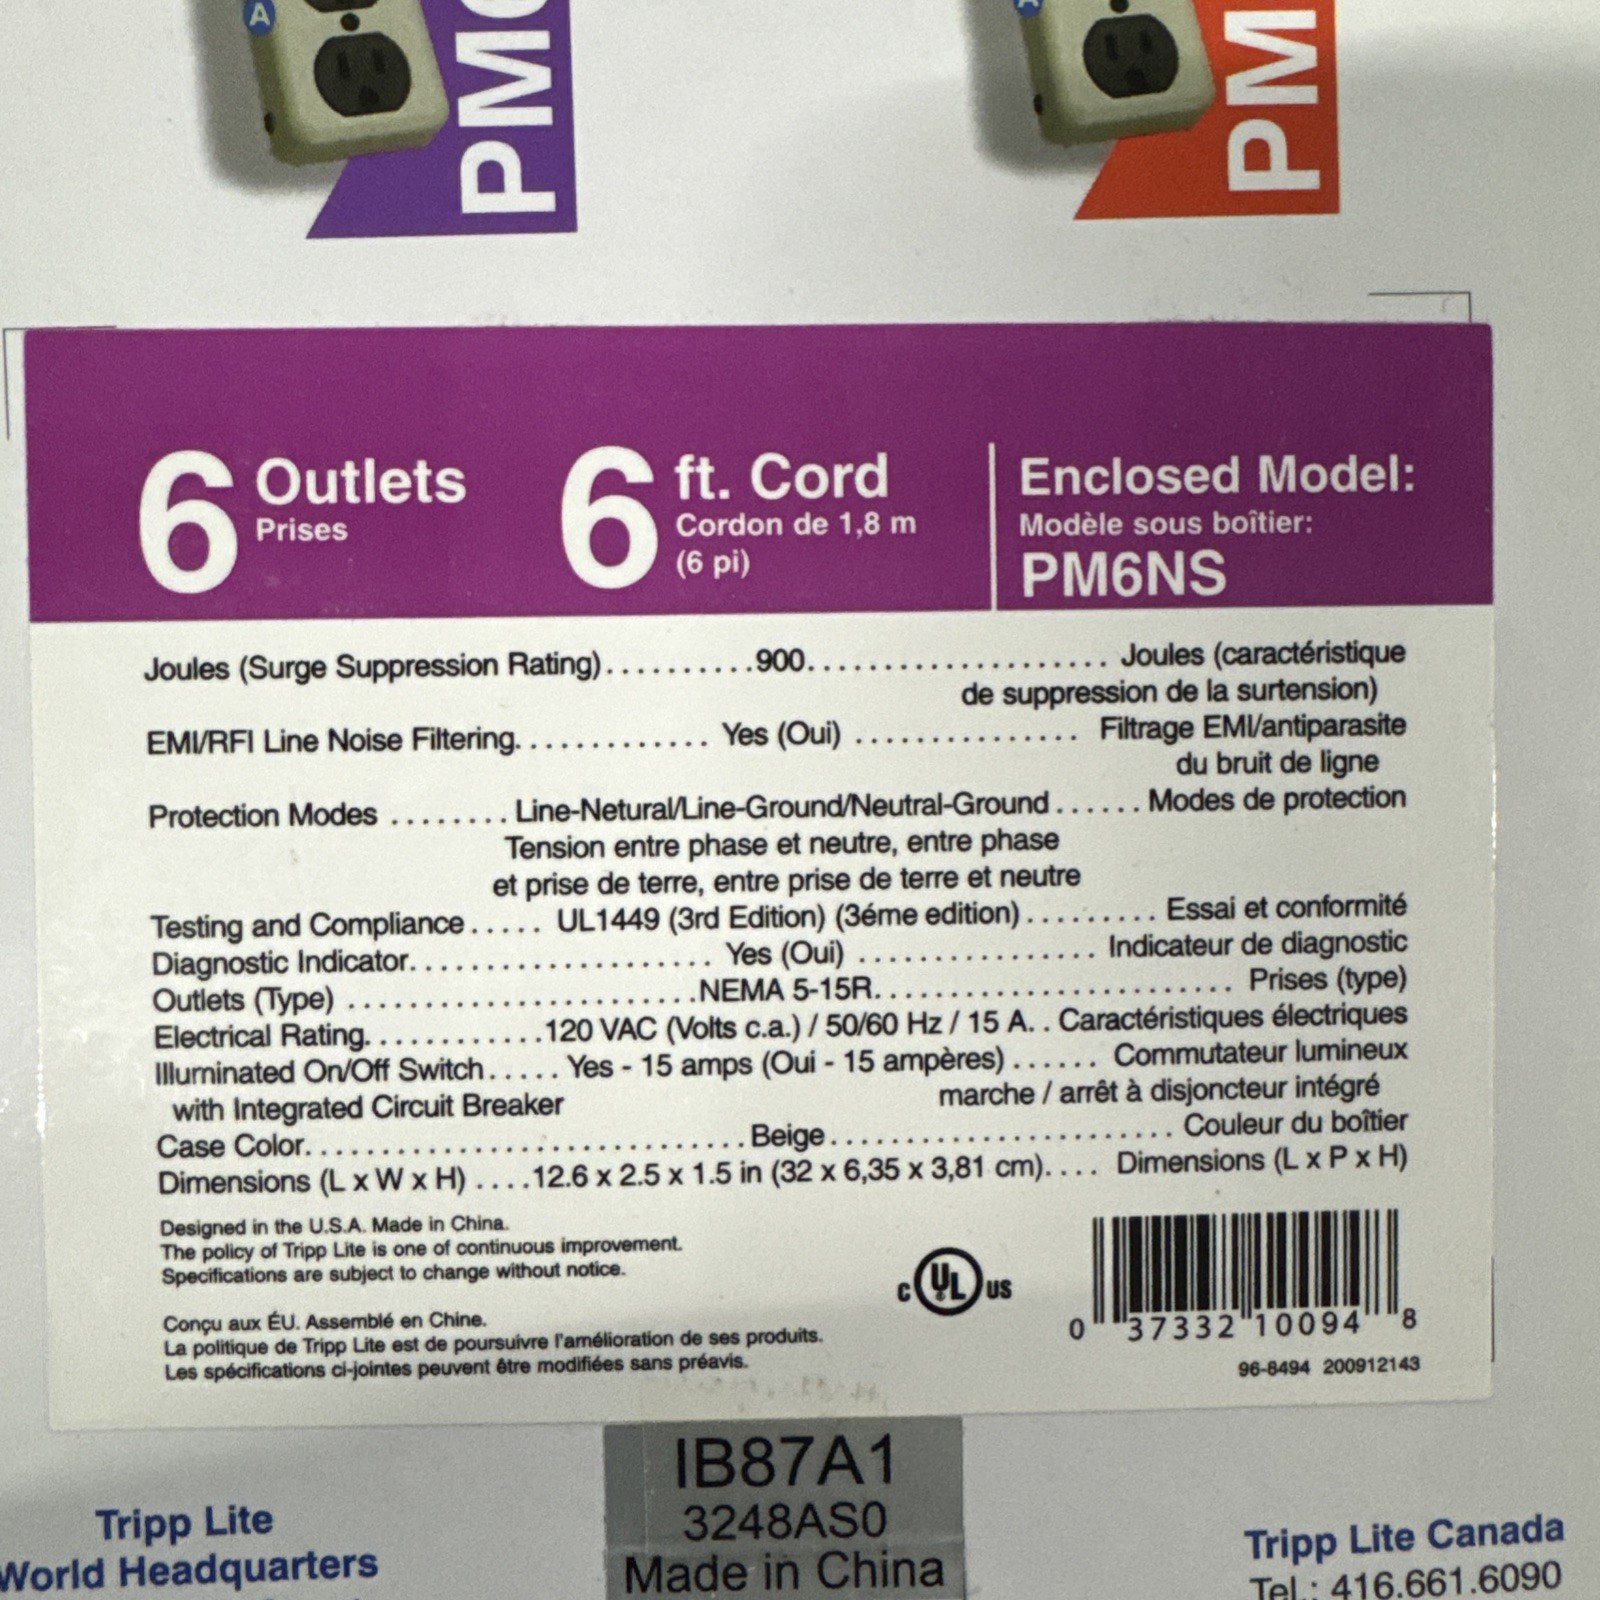 A
PM6
A
PM
6 Outlets
Prises
6 ft. Cord
Cordon de 1,8 m
(6 pi)
Enclosed Model:
Modèle sous boîtier:
PM6NS
Joules (Surge Suppression Rating)..........900.................... Joules (caractéristique
de suppression de la surtension)
EMI/RFI Line Noise Filtering............. Yes (Oui) ............... Filtrage EMI/antiparasite
du bruit de ligne
Protection Modes ........ Line-Netural/Line-Ground/Neutral-Ground ...... Modes de protection
Tension entre phase et neutre, entre phase
et prise de terre, entre prise de terre et neutre
Testing and Compliance..... UL1449 (3rd Edition) (3éme edition)......... Essai et conformité
Diagnostic Indicator.................... Yes (Oui) ................ Indicateur de diagnostic
Outlets (Type) .......................NEMA 5-15R........................ Prises (type)
Electrical Rating............120 VAC (Volts c.a.) / 50/60 Hz / 15 A.. Caractéristiques électriques
Illuminated On/Off Switch..... Yes - 15 amps (Oui - 15 ampères)...... Commutateur lumineux
with Integrated Circuit Breaker
marche / arrêt à disjoncteur intégré
Case Color.............................Beige....................... Couleur du boîtier
Dimensions (L x W x H) ....12.6 x 2.5 x 1.5 in (32 x 6,35 x 3,81 cm).... Dimensions (L x P x H)
Designed in the U.S.A. Made in China.
The policy of Tripp Lite is one of continuous improvement.
Specifications are subject to change without notice.
Conçu aux ÉU. Assemblé en Chine.
La politique de Tripp Lite est de poursuivre l'amélioration de ses produits.
Les spécifications ci-jointes peuvent être modifiées sans préavis.
c UL ® US
0 37332 10094 8
96-8494 200912143
IB87A1
3248AS0
Made in China
Tripp Lite
World Headquarters
Tripp Lite Canada
Tel.: 416.661.6090